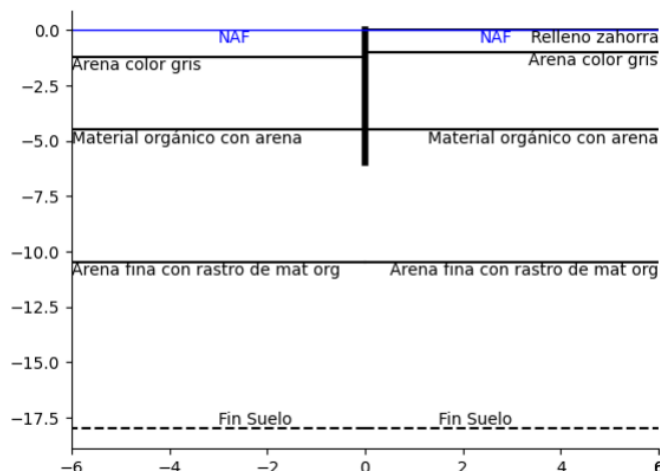 0.0
NAF
NAF
Relleno zahorra
Arena color gris
Arena color gris
−2.5
Material orgánico con arena
Material orgánico con arena
−5.0
−7.5
−10.0
Arena fina con rastro de mat org
Arena fina con rastro de mat org
−12.5
−15.0
Fin Suelo
Fin Suelo
−17.5
−6
−4
−2
0
2
4
6